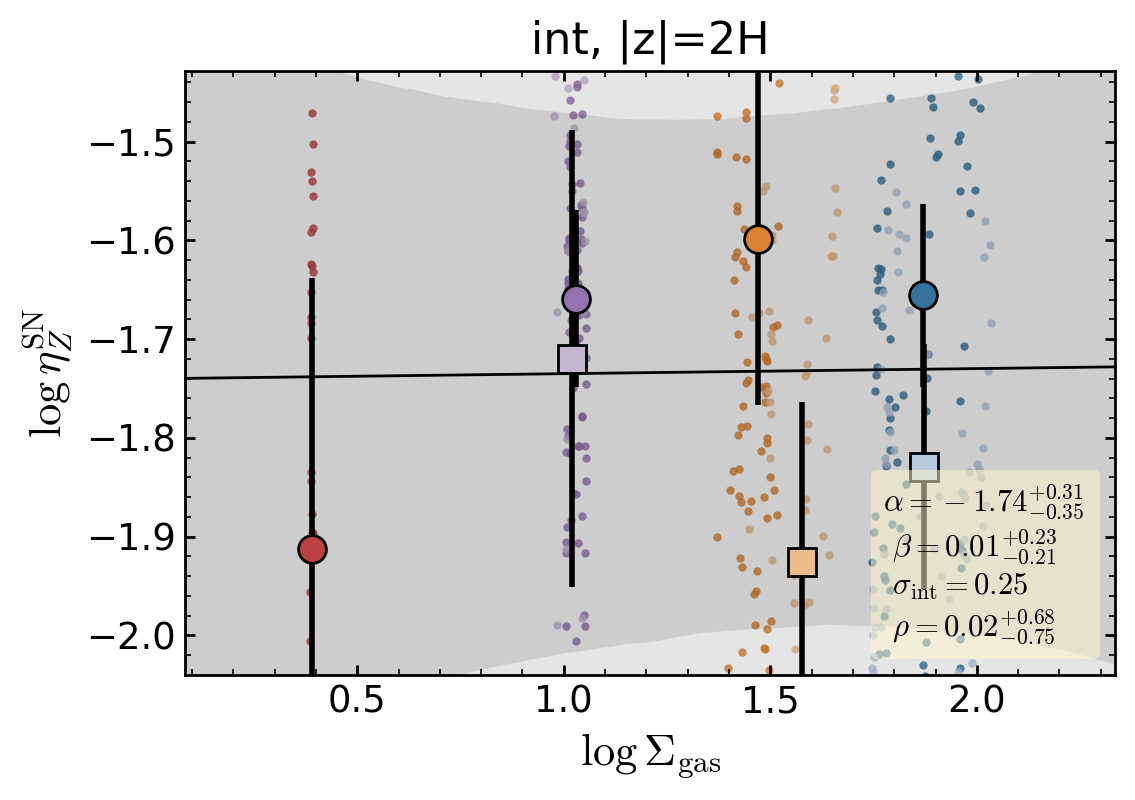 int, |z|=2H
log η_Z^SN
−1.5
−1.6
−1.7
−1.8
−1.9
−2.0
α = −1.74^{+0.31}_{−0.35}
β = 0.01^{+0.23}_{−0.21}
σ_int = 0.25
ρ = 0.02^{+0.68}_{−0.75}
0.5 1.0 1.5 2.0
log Σ_gas